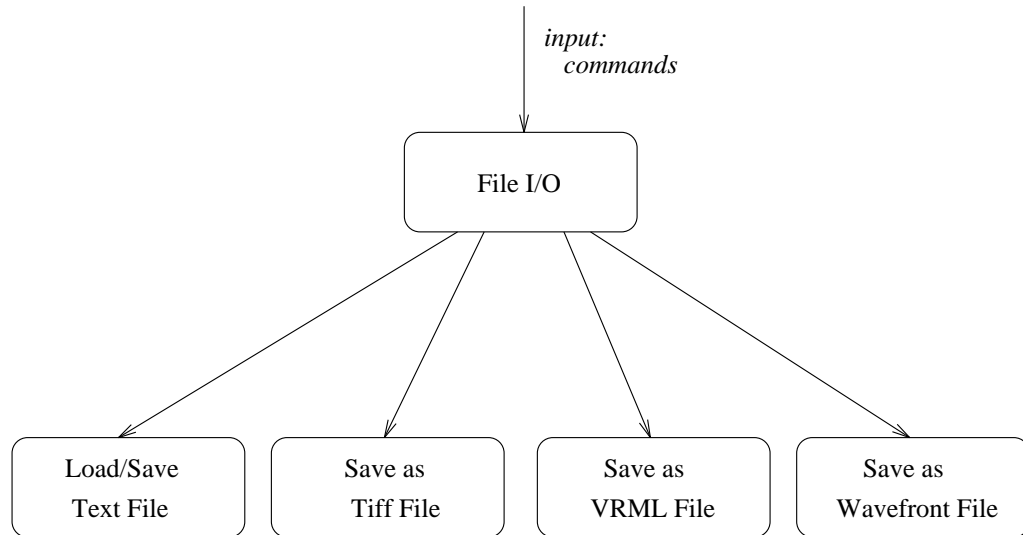 input:
commands
File I/O
Load/Save
Text File
Save as
Tiff File
Save as
VRML File
Save as
Wavefront File